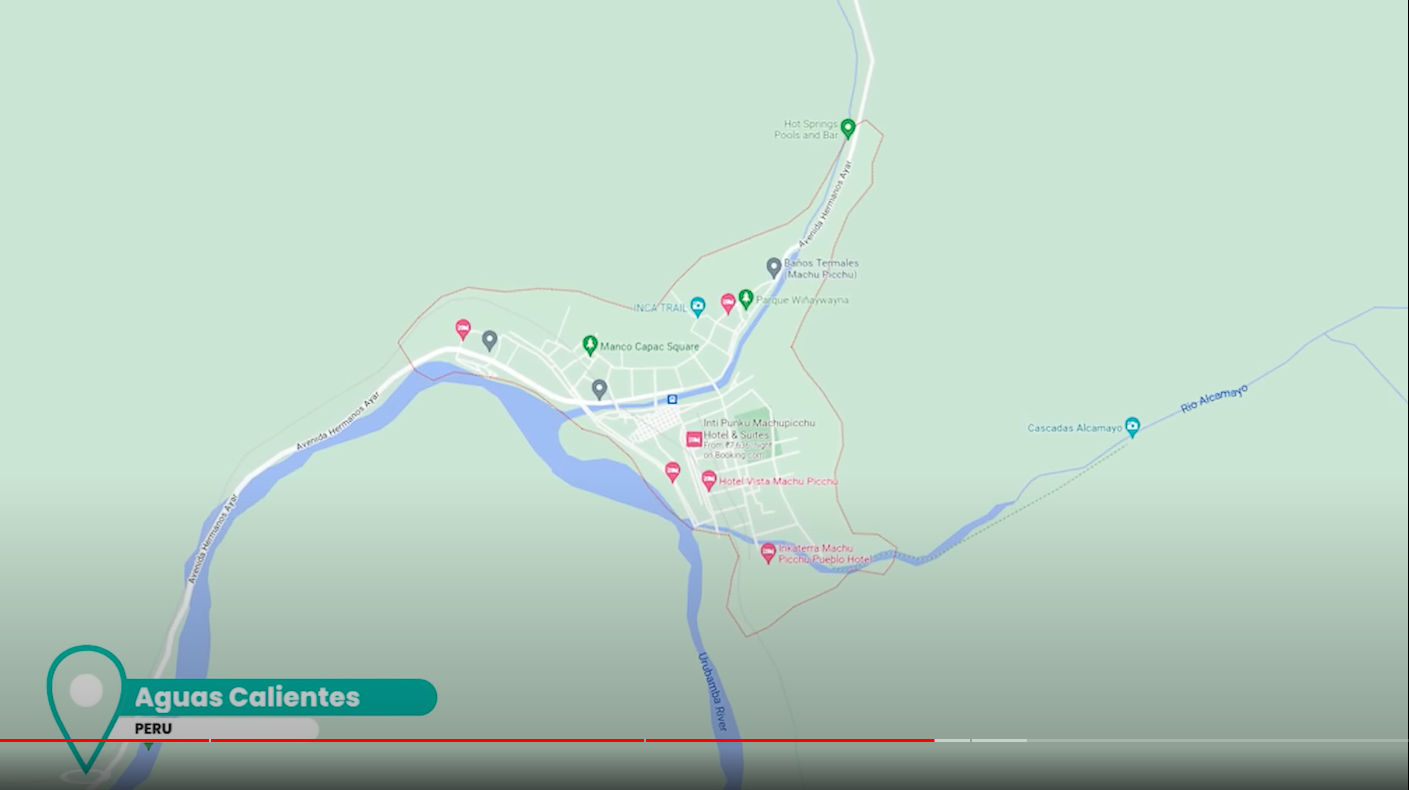 Hot Springs
Pools and Bar
Avenida Hermanos Ayar
Baños Termales
(Machu Picchu)
INCA TRAIL
Parque Wiñaywayna
Manco Capac Square
Avenida Hermanos Ayar
Rio Alcamayo
Inti Punku Machupicchu
Hotel & Suites
From ₹7,636/night
on Booking.com
Cascadas Alcamayo
Hotel Vista Machu Picchu
Avenida Hermanos Ayar
Inkaterra Machu
Picchu Pueblo Hotel
Urubamba River
Aguas Calientes
PERU